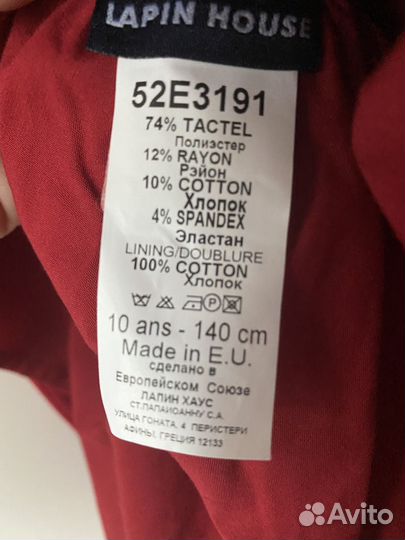 LAPIN HOUSE
52E3191
74% TACTEL
Полиэстер
12% RAYON
Рэйон
10% COTTON
Хлопок
4% SPANDEX
Эластан
LINING/DOUBLURE
100% COTTON
Хлопок
P
10 ans - 140 cm
Made in E.U.
сделано в
Европейском Союзе
ЛАПИН ХАУС
СТ.ПАПАИОАННУ С.А.
УЛИЦА ГОНАТА, 4 ПЕРИСТЕРИ
АФИНЫ, ГРЕЦИЯ 12133
Avito